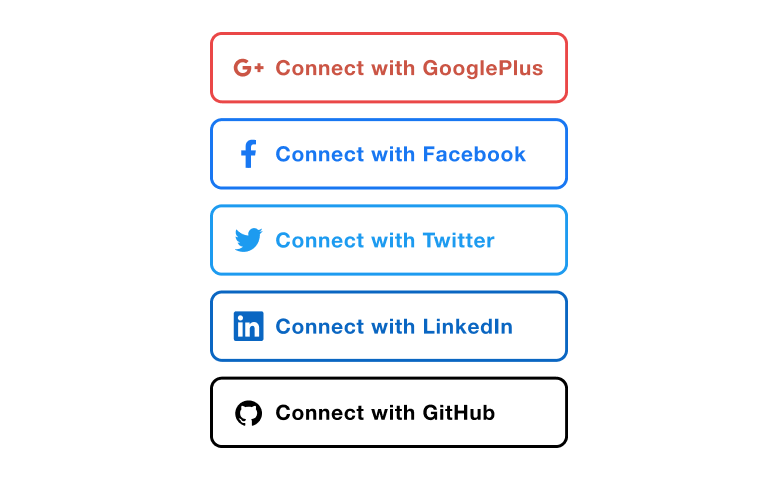 G+ Connect with GooglePlus
f Connect with Facebook
Connect with Twitter
in Connect with LinkedIn
Connect with GitHub